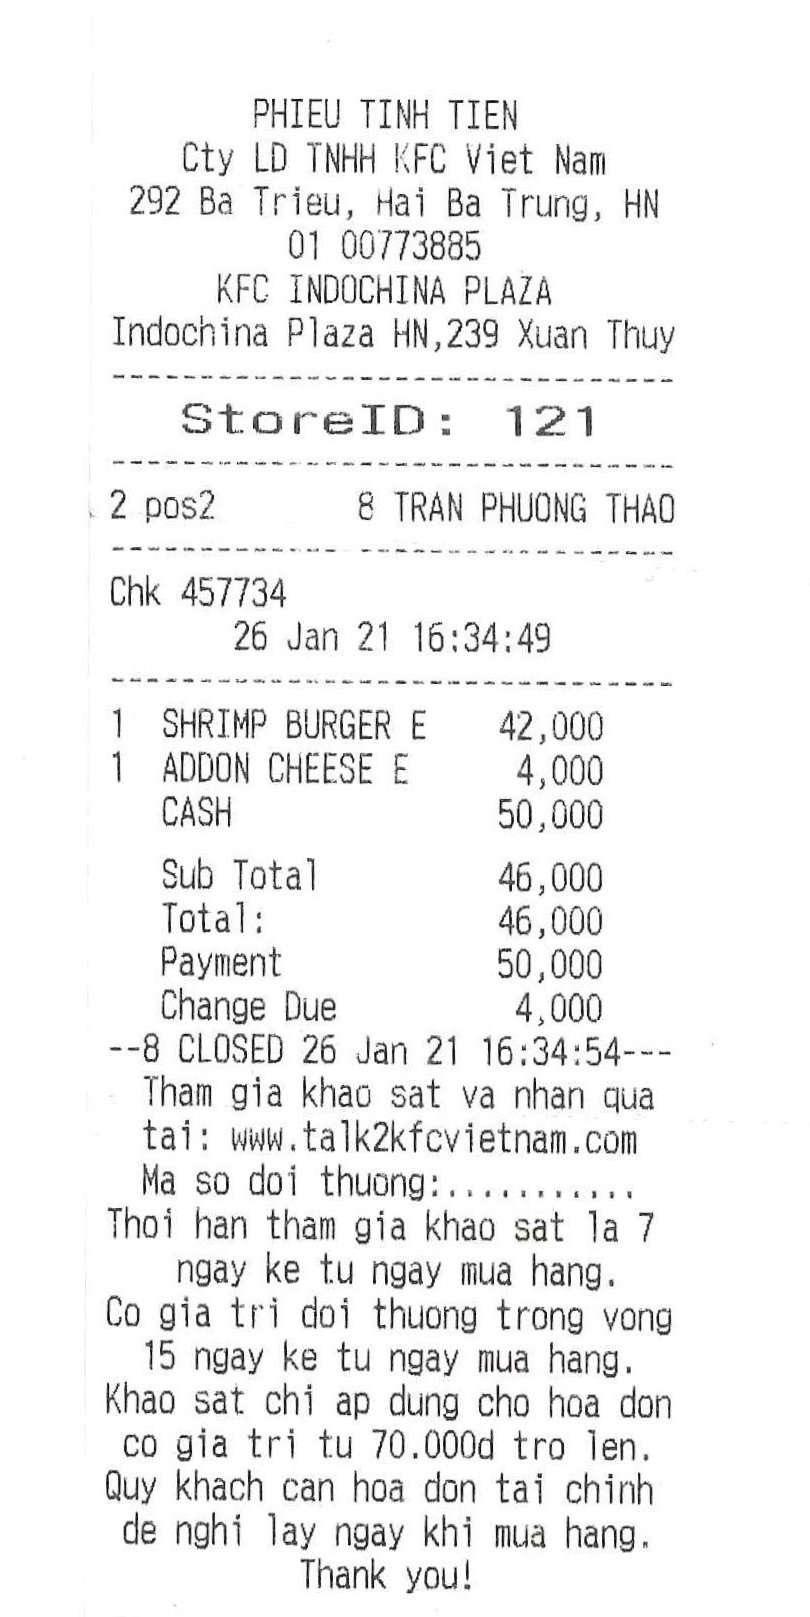 PHIEU TINH TIEN
Cty LD TNHH KFC Viet Nam
292 Ba Trieu, Hai Ba Trung, HN
01 00773885
KFC INDOCHINA PLAZA
Indochina Plaza HN,239 Xuan Thuy
--------------------------------
StoreID: 121
--------------------------------
2 pos2 8 TRAN PHUONG THAO
--------------------------------
Chk 457734
26 Jan 21 16:34:49
--------------------------------
1 SHRIMP BURGER E 42,000
1 ADDON CHEESE E 4,000
CASH 50,000
Sub Total 46,000
Total: 46,000
Payment 50,000
Change Due 4,000
--8 CLOSED 26 Jan 21 16:34:54---
Tham gia khao sat va nhan qua
tai: www.talk2kfcvietnam.com
Ma so doi thuong:...........
Thoi han tham gia khao sat la 7
ngay ke tu ngay mua hang.
Co gia tri doi thuong trong vong
15 ngay ke tu ngay mua hang.
Khao sat chi ap dung cho hoa don
co gia tri tu 70.000d tro len.
Quy khach can hoa don tai chinh
de nghi lay ngay khi mua hang.
Thank you!